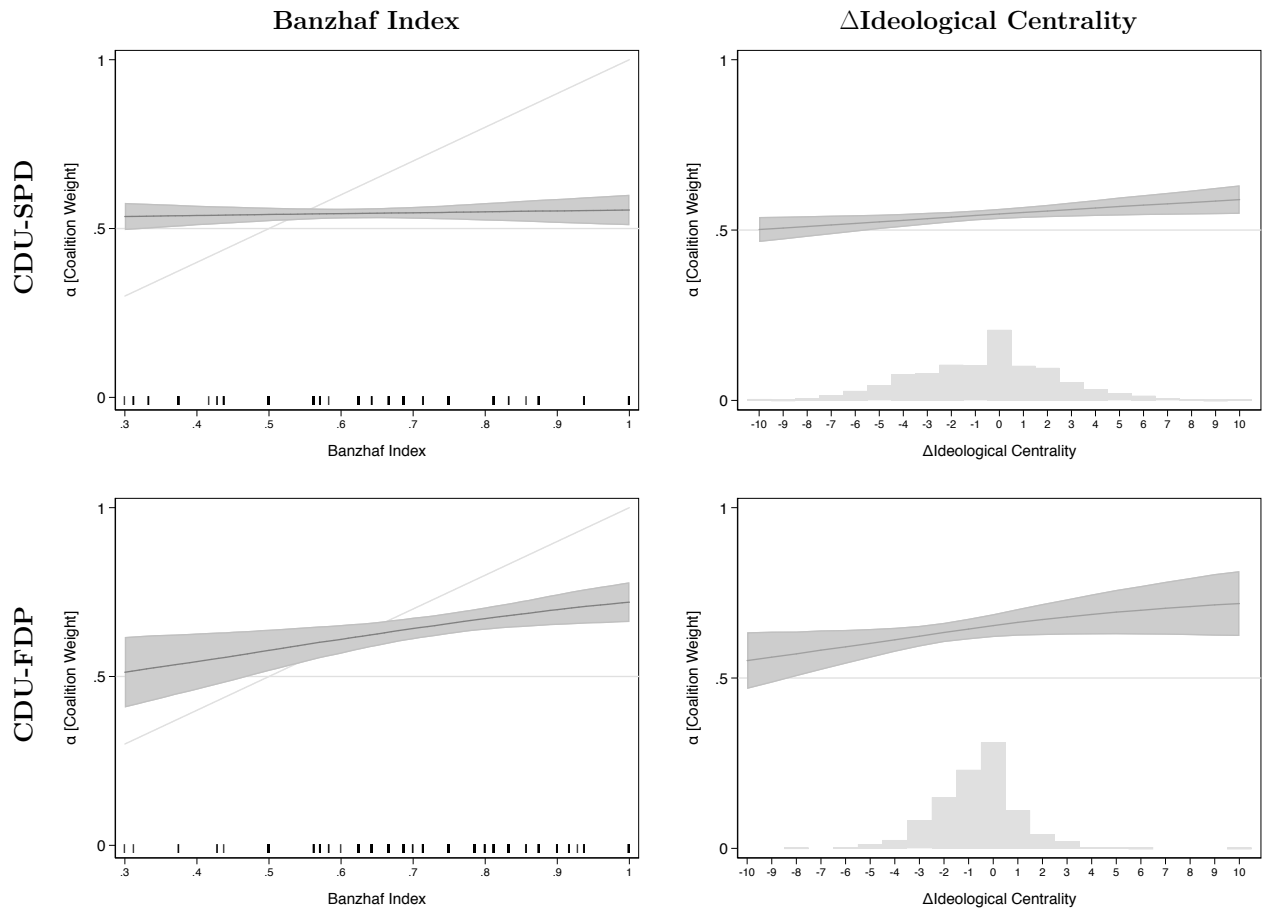 Banzhaf Index
ΔIdeological Centrality
CDU-SPD
α [Coalition Weight]
1
.5
0
.3 .4 .5 .6 .7 .8 .9 1
Banzhaf Index
α [Coalition Weight]
1
.5
0
-10 -9 -8 -7 -6 -5 -4 -3 -2 -1 0 1 2 3 4 5 6 7 8 9 10
ΔIdeological Centrality
CDU-FDP
α [Coalition Weight]
1
.5
0
.3 .4 .5 .6 .7 .8 .9 1
Banzhaf Index
α [Coalition Weight]
1
.5
0
-10 -9 -8 -7 -6 -5 -4 -3 -2 -1 0 1 2 3 4 5 6 7 8 9 10
ΔIdeological Centrality